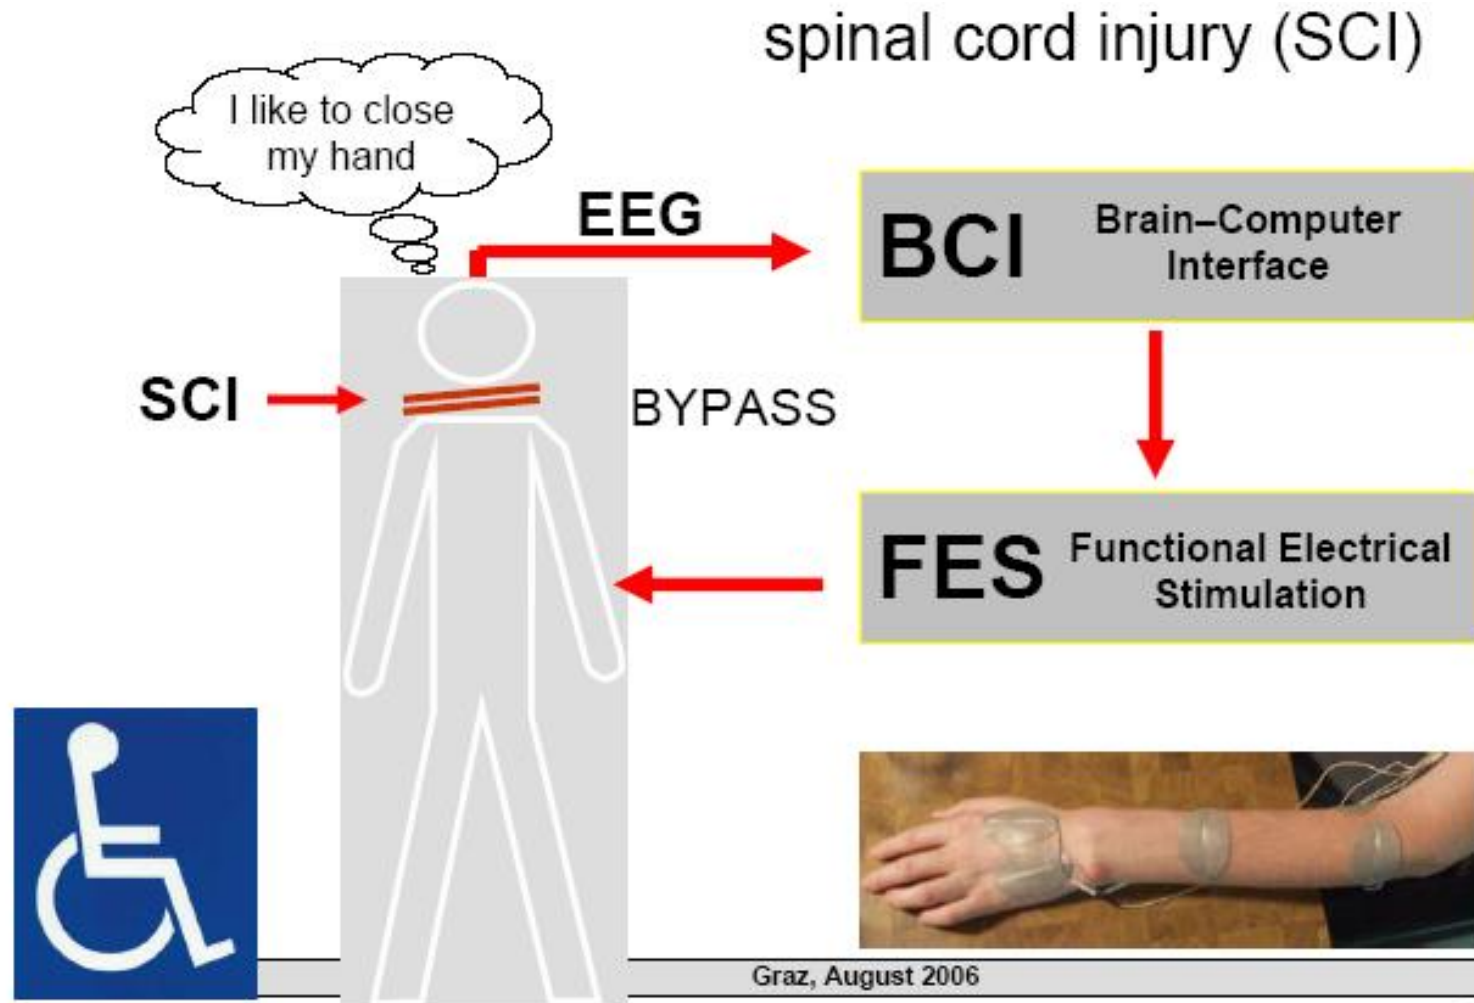 spinal cord injury (SCI)
I like to close
my hand
EEG
BCI
Brain–Computer
Interface
SCI
BYPASS
FES
Functional Electrical
Stimulation
Graz, August 2006